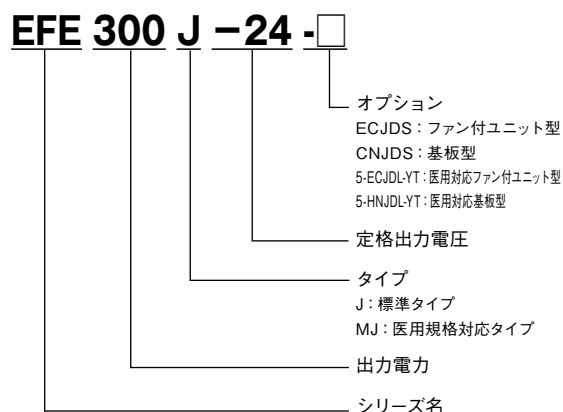 EFE 300 J －24 -□
オプション
ECJDS：ファン付ユニット型
CNJDS：基板型
5-ECJDL-YT：医用対応ファン付ユニット型
5-HNJDL-YT：医用対応基板型
定格出力電圧
タイプ
J：標準タイプ
MJ：医用規格対応タイプ
出力電力
シリーズ名